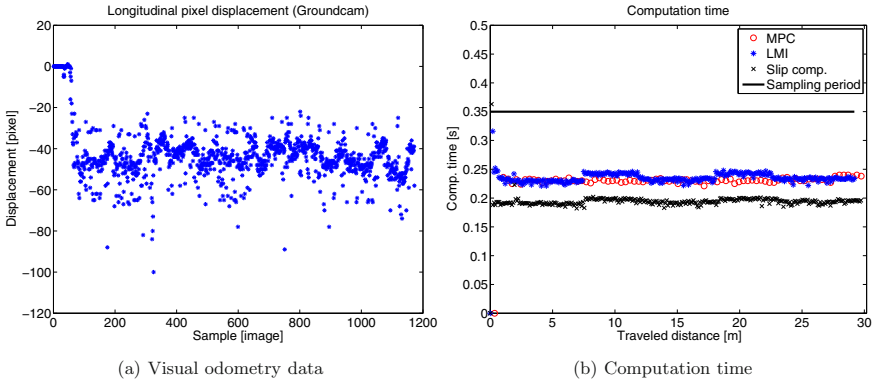 Longitudinal pixel displacement (Groundcam)
20
0
−20
−40
−60
−80
−100
−120
Displacement [pixel]
0 200 400 600 800 1000 1200
Sample [image]
(a) Visual odometry data
Computation time
0.5
0.45
0.4
0.35
0.3
0.25
0.2
0.15
0.1
0.05
0
Comp. time [s]
MPC
LMI
Slip comp.
Sampling period
0 5 10 15 20 25 30
Traveled distance [m]
(b) Computation time